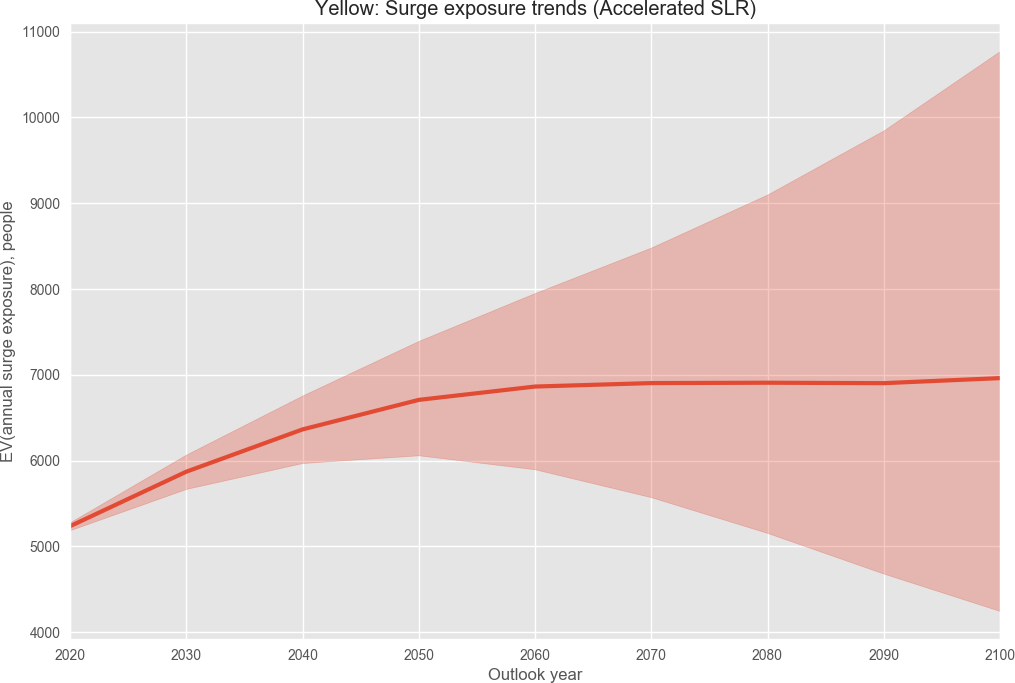 Yellow: Surge exposure trends (Accelerated SLR)
EV(annual surge exposure), people
11000
10000
9000
8000
7000
6000
5000
4000
2020 2030 2040 2050 2060 2070 2080 2090 2100
Outlook year